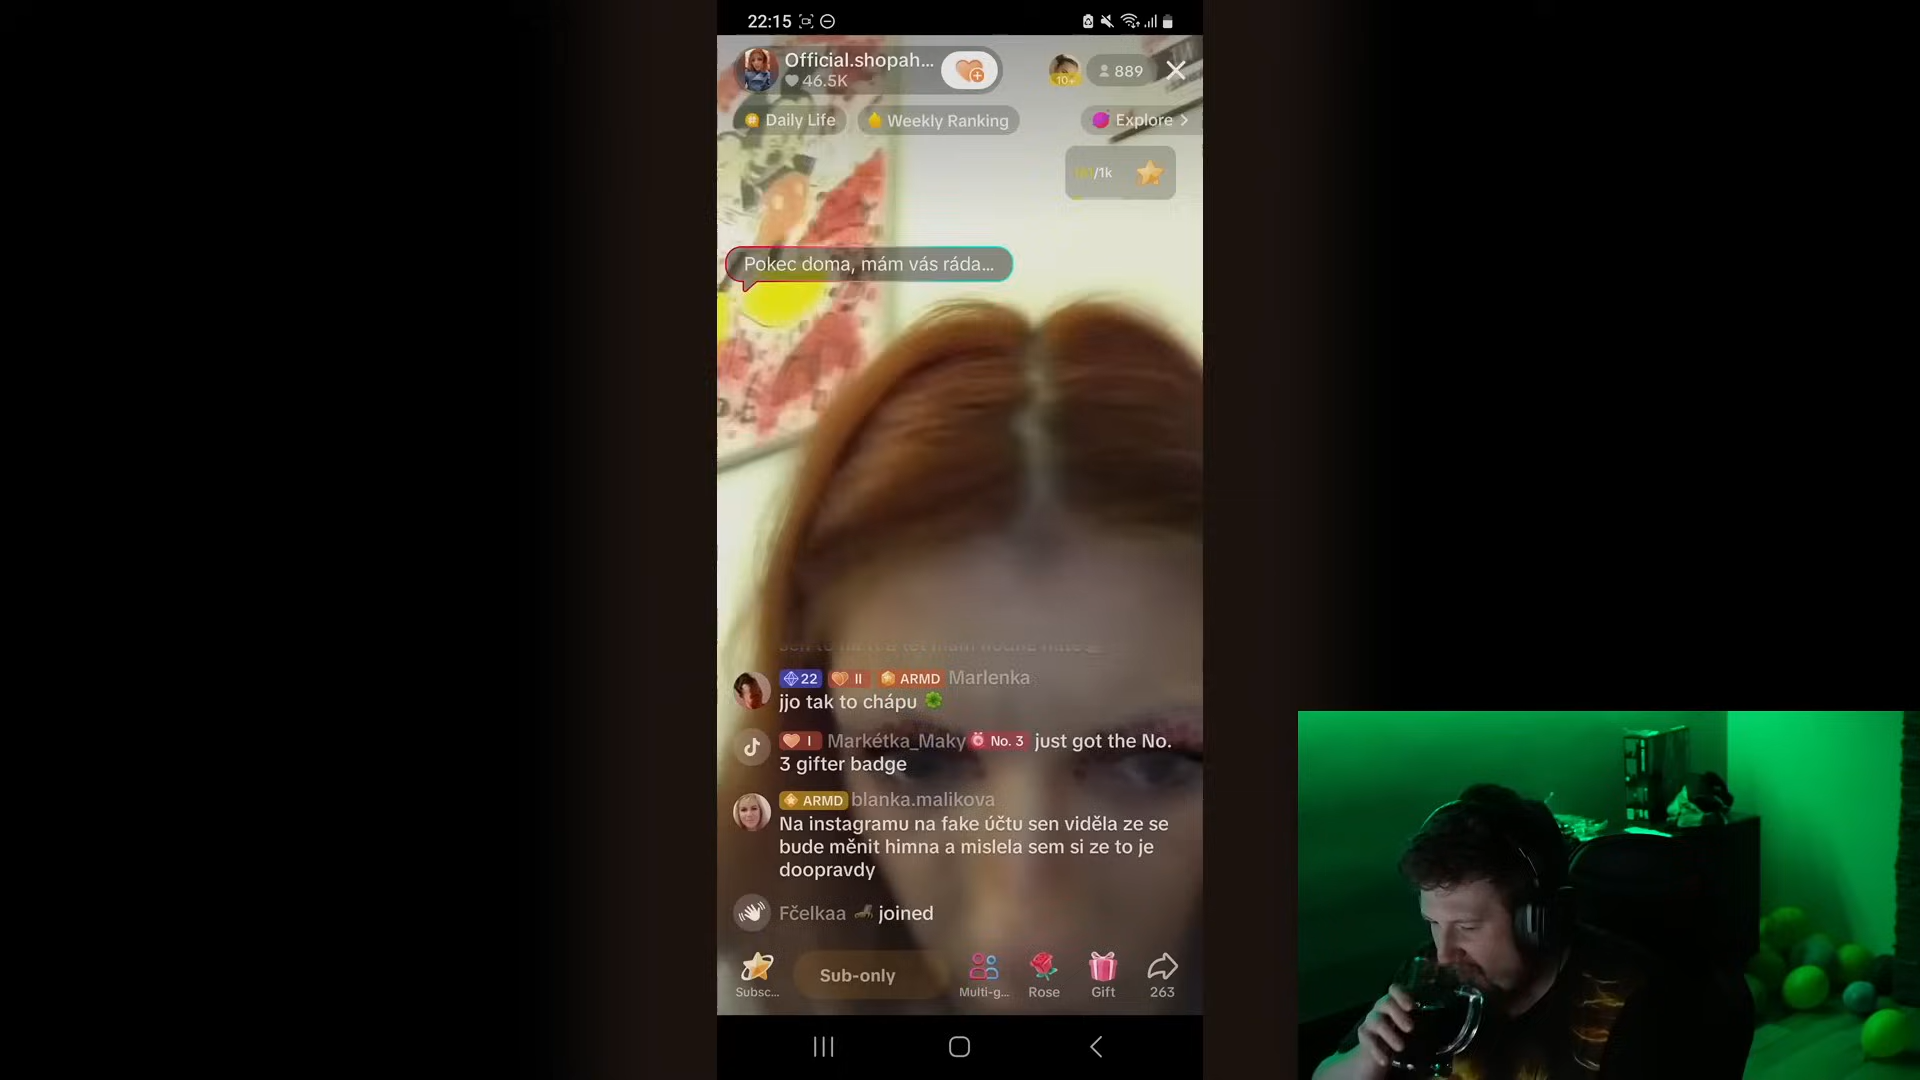 22:15
Official.shopah...
46.5K
10+
889
Daily Life
Weekly Ranking
Explore
/1k
Pokec doma, mám vás ráda...
22 II ARMD Marlenka
jjo tak to chápu
I Markétka_Maky No. 3 just got the No.
3 gifter badge
ARMD blanka.malikova
Na instagramu na fake účtu sen viděla ze se
bude měnit himna a mislela sem si ze to je
doopravdy
Fčelkaa joined
Subsc...
Sub-only
Multi-g...
Rose
Gift
263